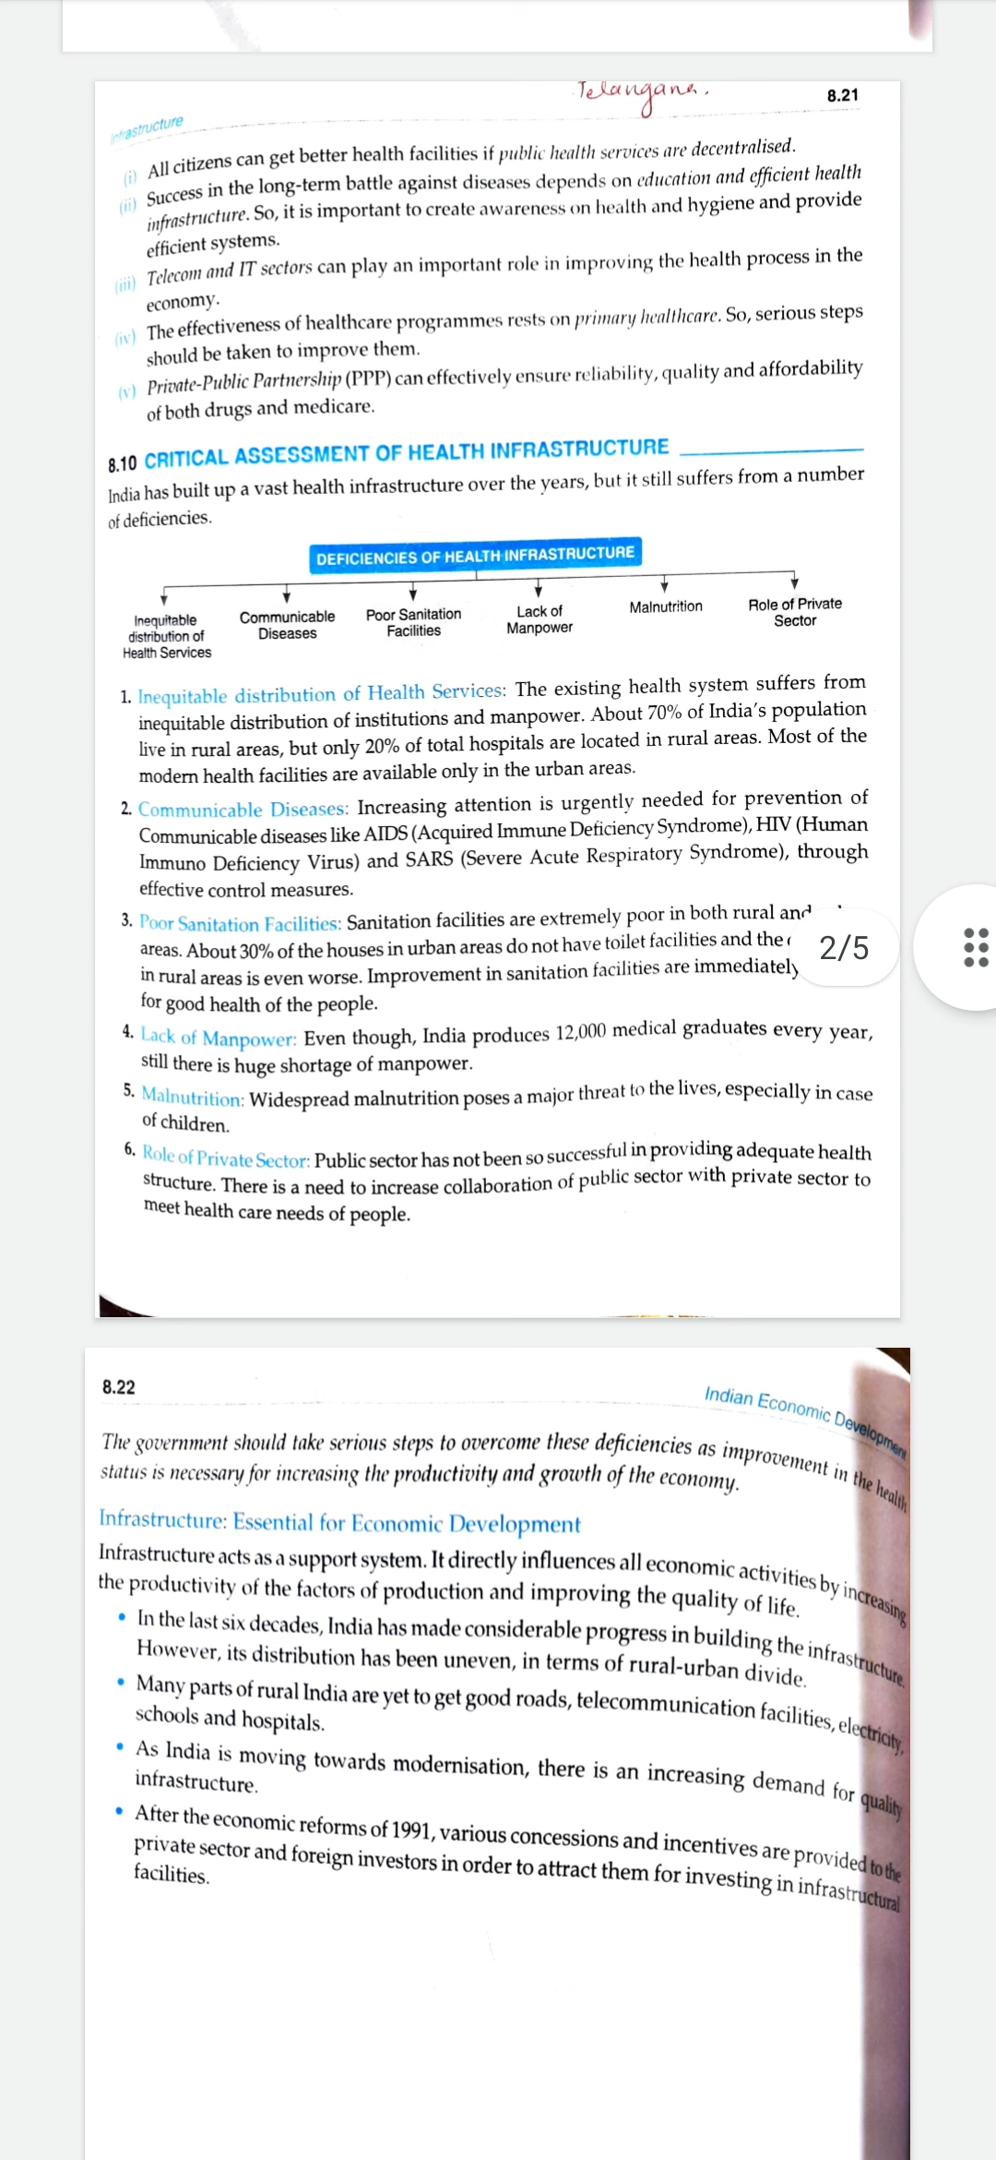 Telangana.
8.21
Infrastructure
(i) All citizens can get better health facilities if public health services are decentralised.
(ii) Success in the long-term battle against diseases depends on education and efficient health
infrastructure. So, it is important to create awareness on health and hygiene and provide
efficient systems.
(iii) Telecom and IT sectors can play an important role in improving the health process in the
economy.
(iv) The effectiveness of healthcare programmes rests on primary healthcare. So, serious steps
should be taken to improve them.
(v) Private-Public Partnership (PPP) can effectively ensure reliability, quality and affordability
of both drugs and medicare.
8.10 CRITICAL ASSESSMENT OF HEALTH INFRASTRUCTURE
India has built up a vast health infrastructure over the years, but it still suffers from a number
of deficiencies.
DEFICIENCIES OF HEALTH INFRASTRUCTURE
Inequitable
distribution of
Health Services
Communicable
Diseases
Poor Sanitation
Facilities
Lack of
Manpower
Malnutrition
Role of Private
Sector
1. Inequitable distribution of Health Services: The existing health system suffers from
inequitable distribution of institutions and manpower. About 70% of India's population
live in rural areas, but only 20% of total hospitals are located in rural areas. Most of the
modern health facilities are available only in the urban areas.
2. Communicable Diseases: Increasing attention is urgently needed for prevention of
Communicable diseases like AIDS (Acquired Immune Deficiency Syndrome), HIV (Human
Immuno Deficiency Virus) and SARS (Severe Acute Respiratory Syndrome), through
effective control measures.
3. Poor Sanitation Facilities: Sanitation facilities are extremely poor in both rural and
areas. About 30% of the houses in urban areas do not have toilet facilities and the
in rural areas is even worse. Improvement in sanitation facilities are immediately
for good health of the people.
2/5
4. Lack of Manpower: Even though, India produces 12,000 medical graduates every year,
still there is huge shortage of manpower.
5. Malnutrition: Widespread malnutrition poses a major threat to the lives, especially in case
of children.
6. Role of Private Sector: Public sector has not been so successful in providing adequate health
structure. There is a need to increase collaboration of public sector with private sector to
meet health care needs of people.
8.22
Indian Economic Development
The government should take serious steps to overcome these deficiencies as improvement in the health
status is necessary for increasing the productivity and growth of the economy.
Infrastructure: Essential for Economic Development
Infrastructure acts as a support system. It directly influences all economic activities by increasing
the productivity of the factors of production and improving the quality of life.
• In the last six decades, India has made considerable progress in building the infrastructure.
However, its distribution has been uneven, in terms of rural-urban divide.
• Many parts of rural India are yet to get good roads, telecommunication facilities, electricity,
schools and hospitals.
• As India is moving towards modernisation, there is an increasing demand for quality
infrastructure.
• After the economic reforms of 1991, various concessions and incentives are provided to the
private sector and foreign investors in order to attract them for investing in infrastructural
facilities.